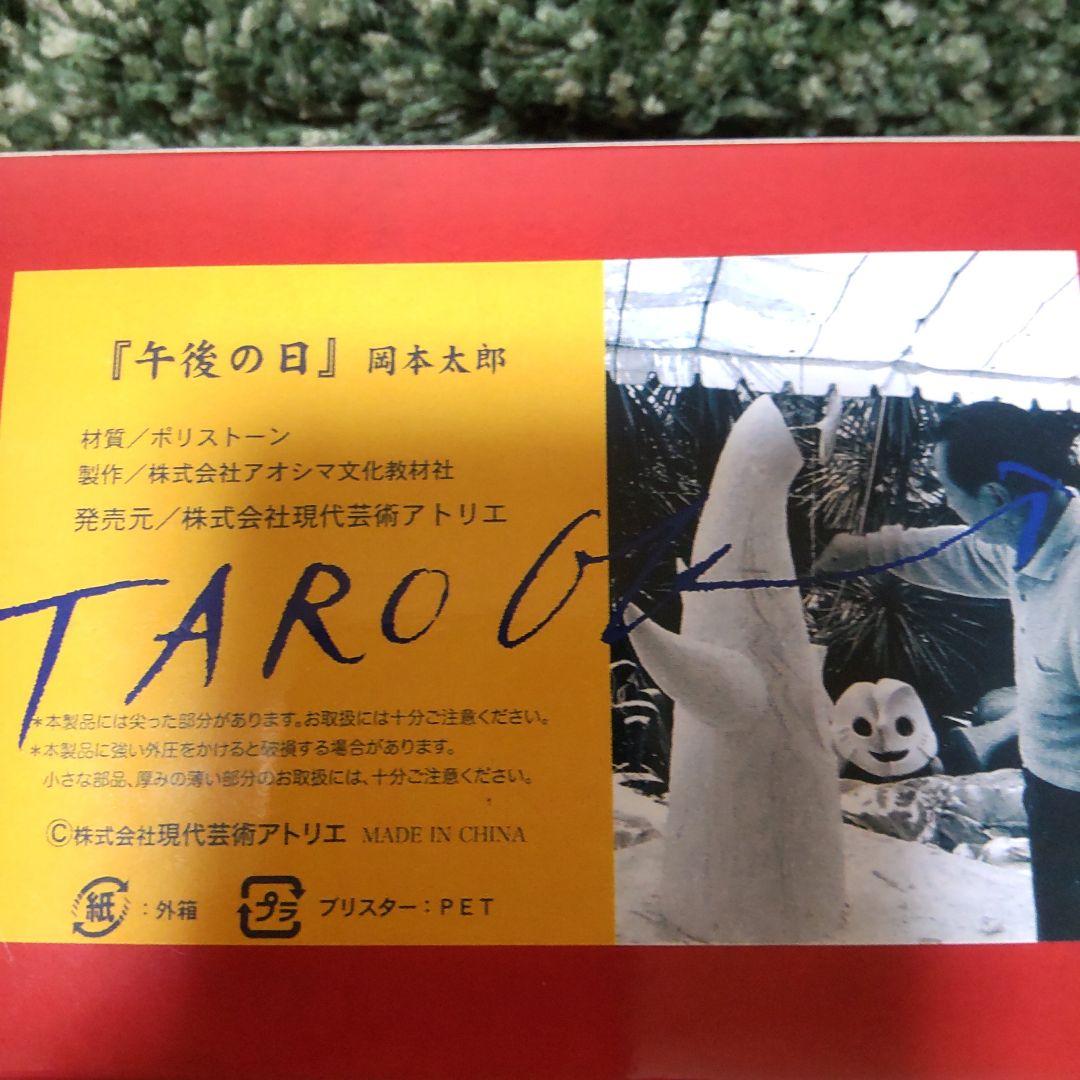 『午後の日』 岡本太郎
材質／ポリストーン
製作／株式会社アオシマ文化教材社
発売元／株式会社現代芸術アトリエ
TARO OK
＊本製品には尖った部分があります。お取扱には十分ご注意ください。
＊本製品に強い外圧をかけると破損する場合があります。
小さな部品、厚みの薄い部分のお取扱には、十分ご注意ください。
©株式会社現代芸術アトリエ MADE IN CHINA
紙：外箱 プラ ブリスター：PET